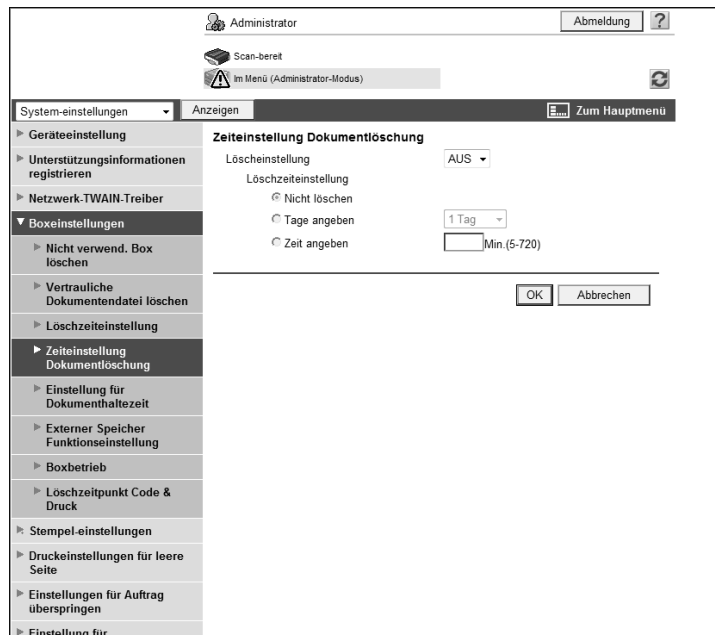 Administrator
Abmeldung
?
Scan-bereit
Im Menü (Administrator-Modus)
System-einstellungen
Anzeigen
Zum Hauptmenü
Geräteeinstellung
Unterstützungsinformationen
registrieren
Netzwerk-TWAIN-Treiber
Boxeinstellungen
Nicht verwend. Box
löschen
Vertrauliche
Dokumentendatei löschen
Löschzeiteinstellung
Zeiteinstellung
Dokumentlöschung
Einstellung für
Dokumenthaltezeit
Externer Speicher
Funktionseinstellung
Boxbetrieb
Löschzeitpunkt Code &
Druck
Stempel-einstellungen
Druckeinstellungen für leere
Seite
Einstellungen für Auftrag
überspringen
Einstellung für
Zeiteinstellung Dokumentlöschung
Löscheinstellung
AUS
Löschzeiteinstellung
Nicht löschen
Tage angeben
1 Tag
Zeit angeben
Min.(5-720)
OK
Abbrechen